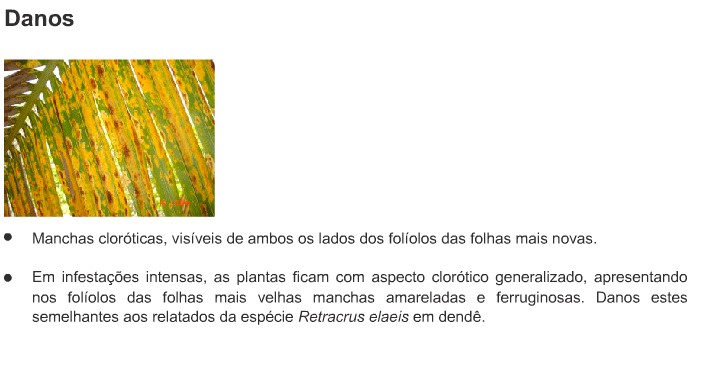 Danos
Manchas cloróticas, visíveis de ambos os lados dos folíolos das folhas mais novas.
Em infestações intensas, as plantas ficam com aspecto clorótico generalizado, apresentando
nos folíolos das folhas mais velhas manchas amareladas e ferruginosas. Danos estes
semelhantes aos relatados da espécie Retracrus elaeis em dendê.